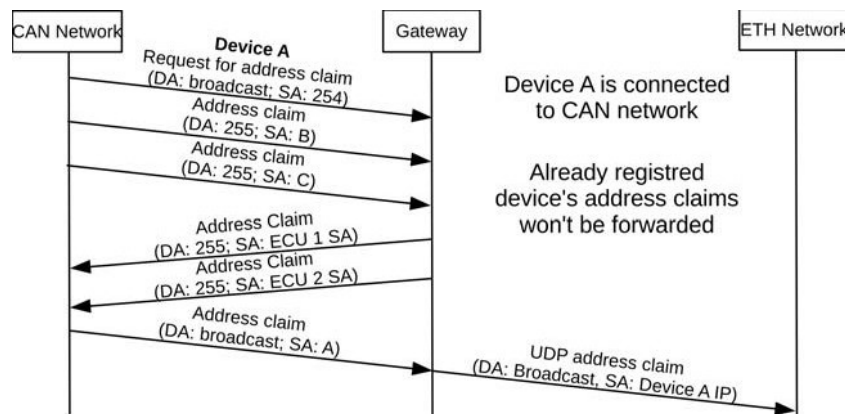 CAN Network
Gateway
ETH Network
Device A
Request for address claim
(DA: broadcast; SA: 254)
Address claim
(DA: 255; SA: B)
Address claim
(DA: 255; SA: C)
Device A is connected
to CAN network
Already registred
device's address claims
won't be forwarded
Address Claim
(DA: 255; SA: ECU 1 SA)
Address Claim
(DA: 255; SA: ECU 2 SA)
Address claim
(DA: broadcast; SA: A)
UDP address claim
(DA: Broadcast, SA: Device A IP)